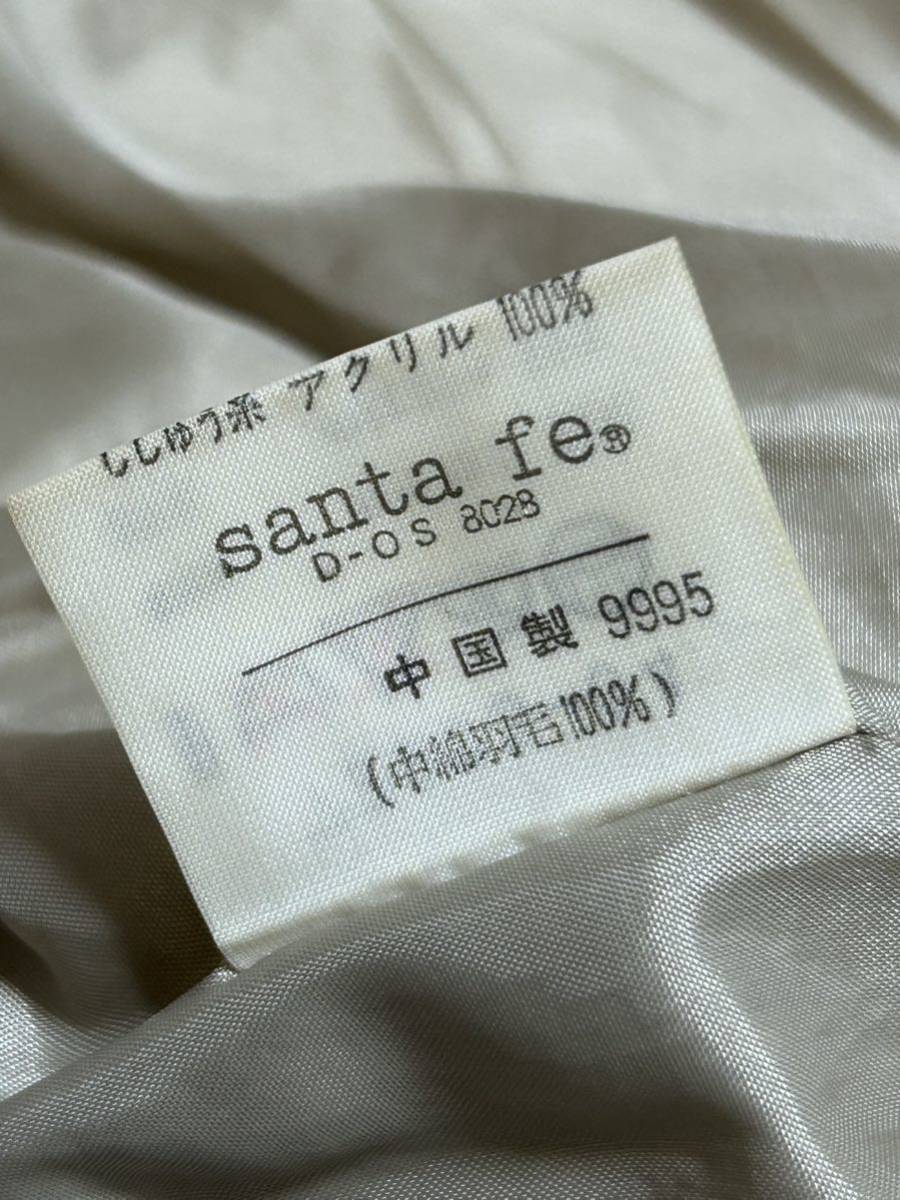 ししゅう糸 アクリル 100%
santa fe®
D-OS 8028
中国製 9995
(中綿羽毛100%)